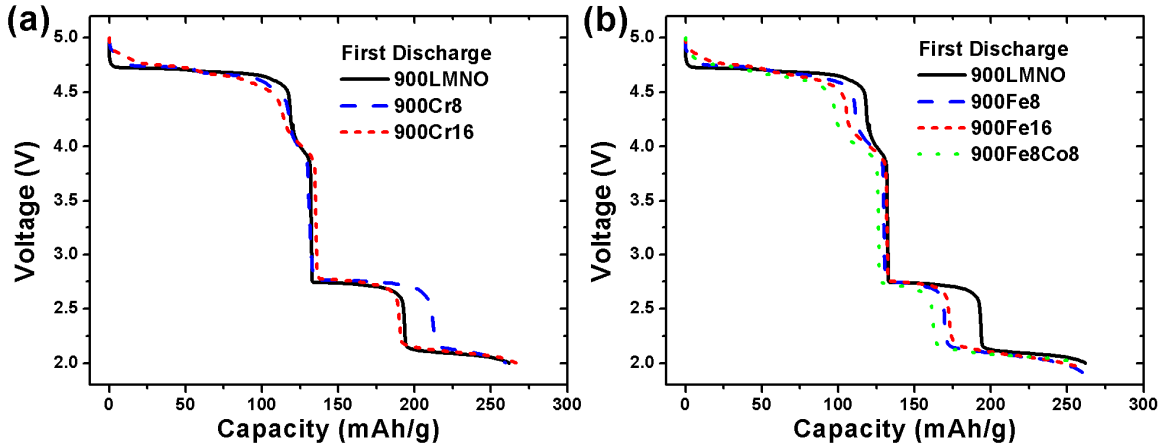 (a)
First Discharge
900LMNO
900Cr8
900Cr16
Voltage (V)
5.0
4.5
4.0
3.5
3.0
2.5
2.0
0 50 100 150 200 250 300
Capacity (mAh/g)
(b)
First Discharge
900LMNO
900Fe8
900Fe16
900Fe8Co8
Voltage (V)
5.0
4.5
4.0
3.5
3.0
2.5
2.0
0 50 100 150 200 250 300
Capacity (mAh/g)